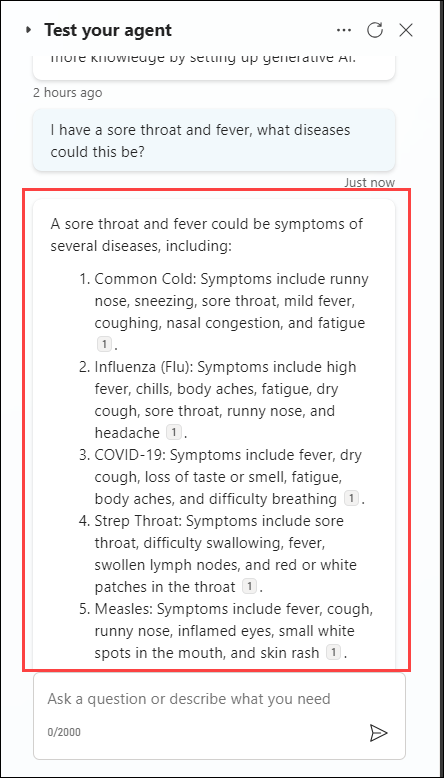 Test your agent
more knowledge by setting up generative AI.
2 hours ago
I have a sore throat and fever, what diseases
could this be?
Just now
A sore throat and fever could be symptoms of
several diseases, including:
1. Common Cold: Symptoms include runny
nose, sneezing, sore throat, mild fever,
coughing, nasal congestion, and fatigue
1 .
2. Influenza (Flu): Symptoms include high
fever, chills, body aches, fatigue, dry
cough, sore throat, runny nose, and
headache 1 .
3. COVID-19: Symptoms include fever, dry
cough, loss of taste or smell, fatigue,
body aches, and difficulty breathing 1 .
4. Strep Throat: Symptoms include sore
throat, difficulty swallowing, fever,
swollen lymph nodes, and red or white
patches in the throat 1 .
5. Measles: Symptoms include fever, cough,
runny nose, inflamed eyes, small white
spots in the mouth, and skin rash 1 .
Ask a question or describe what you need
0/2000